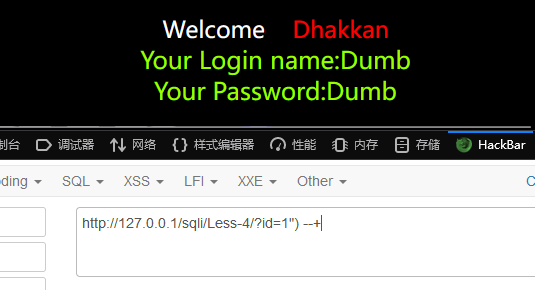 Welcome Dhakkan
Your Login name:Dumb
Your Password:Dumb
制台 调试器 网络 样式编辑器 性能 内存 存储 HackBar
oding SQL XSS LFI XXE Other C
http://127.0.0.1/sqli/Less-4/?id=1") --+